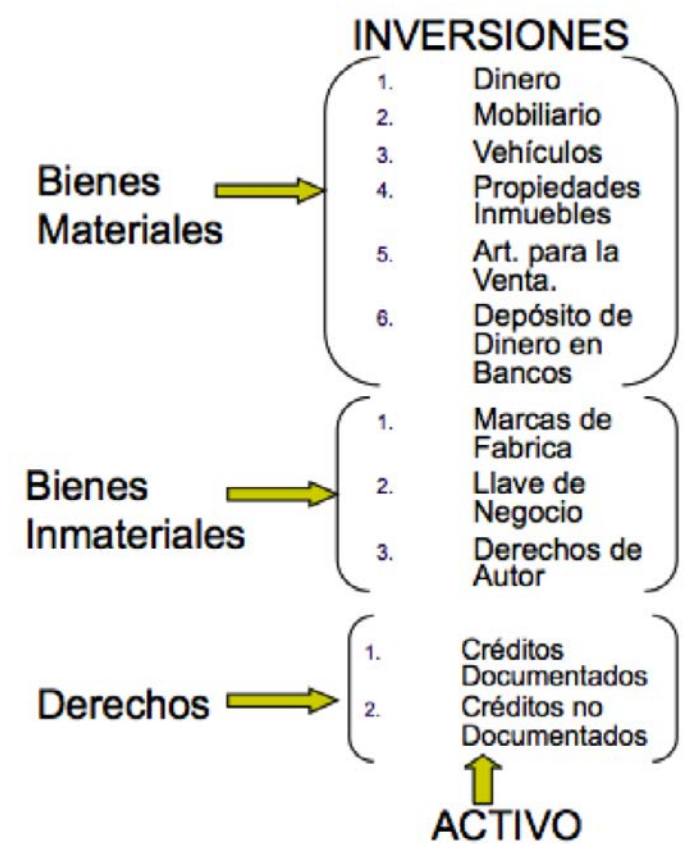 INVERSIONES
Bienes
Materiales
1. Dinero
2. Mobiliario
3. Vehículos
4. Propiedades
Inmuebles
5. Art. para la
Venta.
6. Depósito de
Dinero en
Bancos
Bienes
Inmateriales
1. Marcas de
Fabrica
2. Llave de
Negocio
3. Derechos de
Autor
Derechos
1. Créditos
Documentados
2. Créditos no
Documentados
ACTIVO